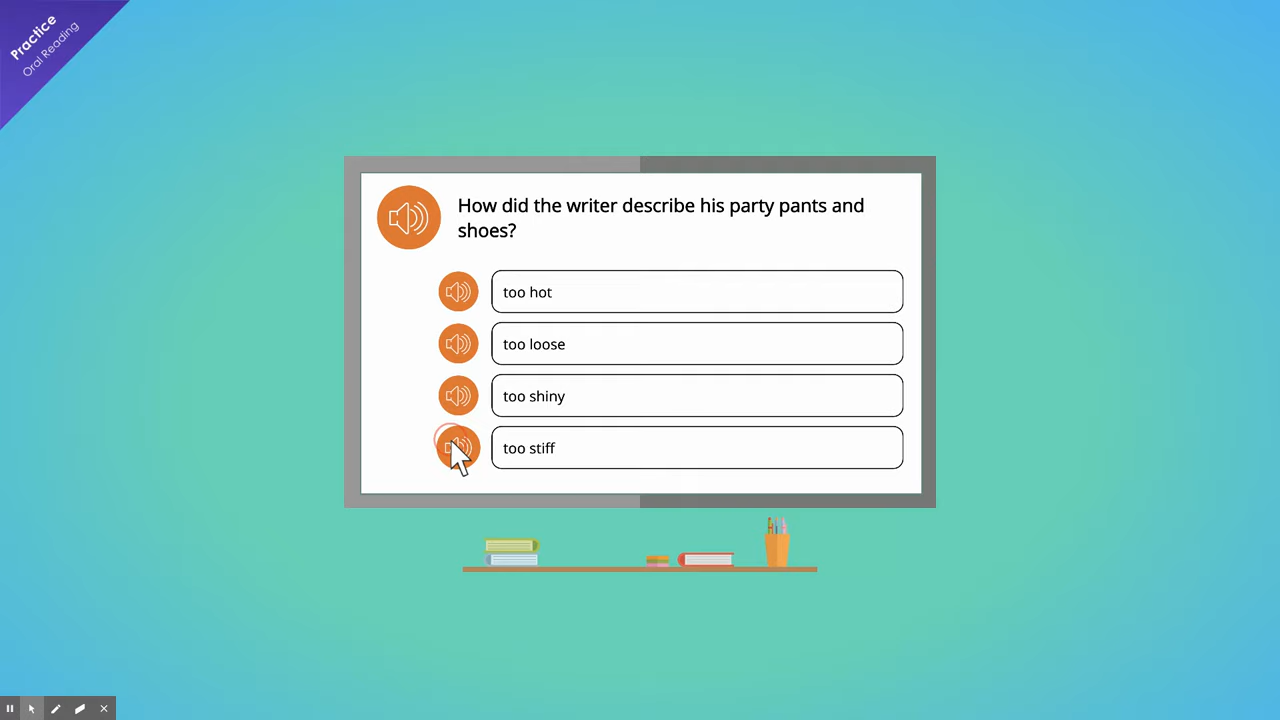 Practice
Oral Reading
How did the writer describe his party pants and
shoes?
too hot
too loose
too shiny
too stiff